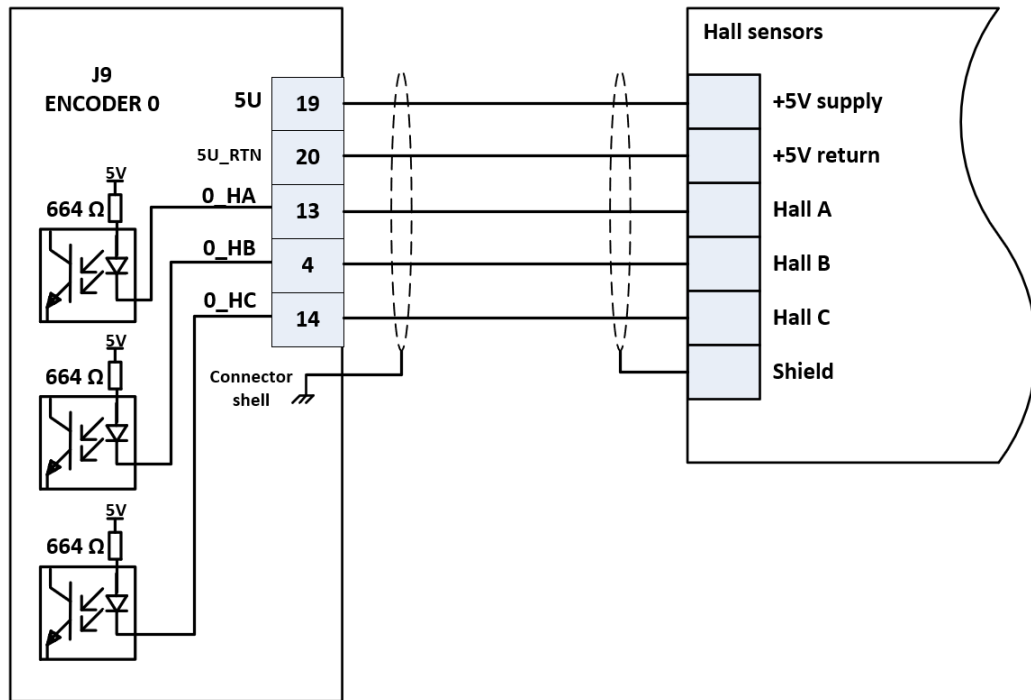 J9
ENCODER 0
5U
19
5U_RTN
20
0_HA
13
0_HB
4
0_HC
14
Connector
shell
5V
664 Ω
5V
664 Ω
5V
664 Ω
Hall sensors
+5V supply
+5V return
Hall A
Hall B
Hall C
Shield